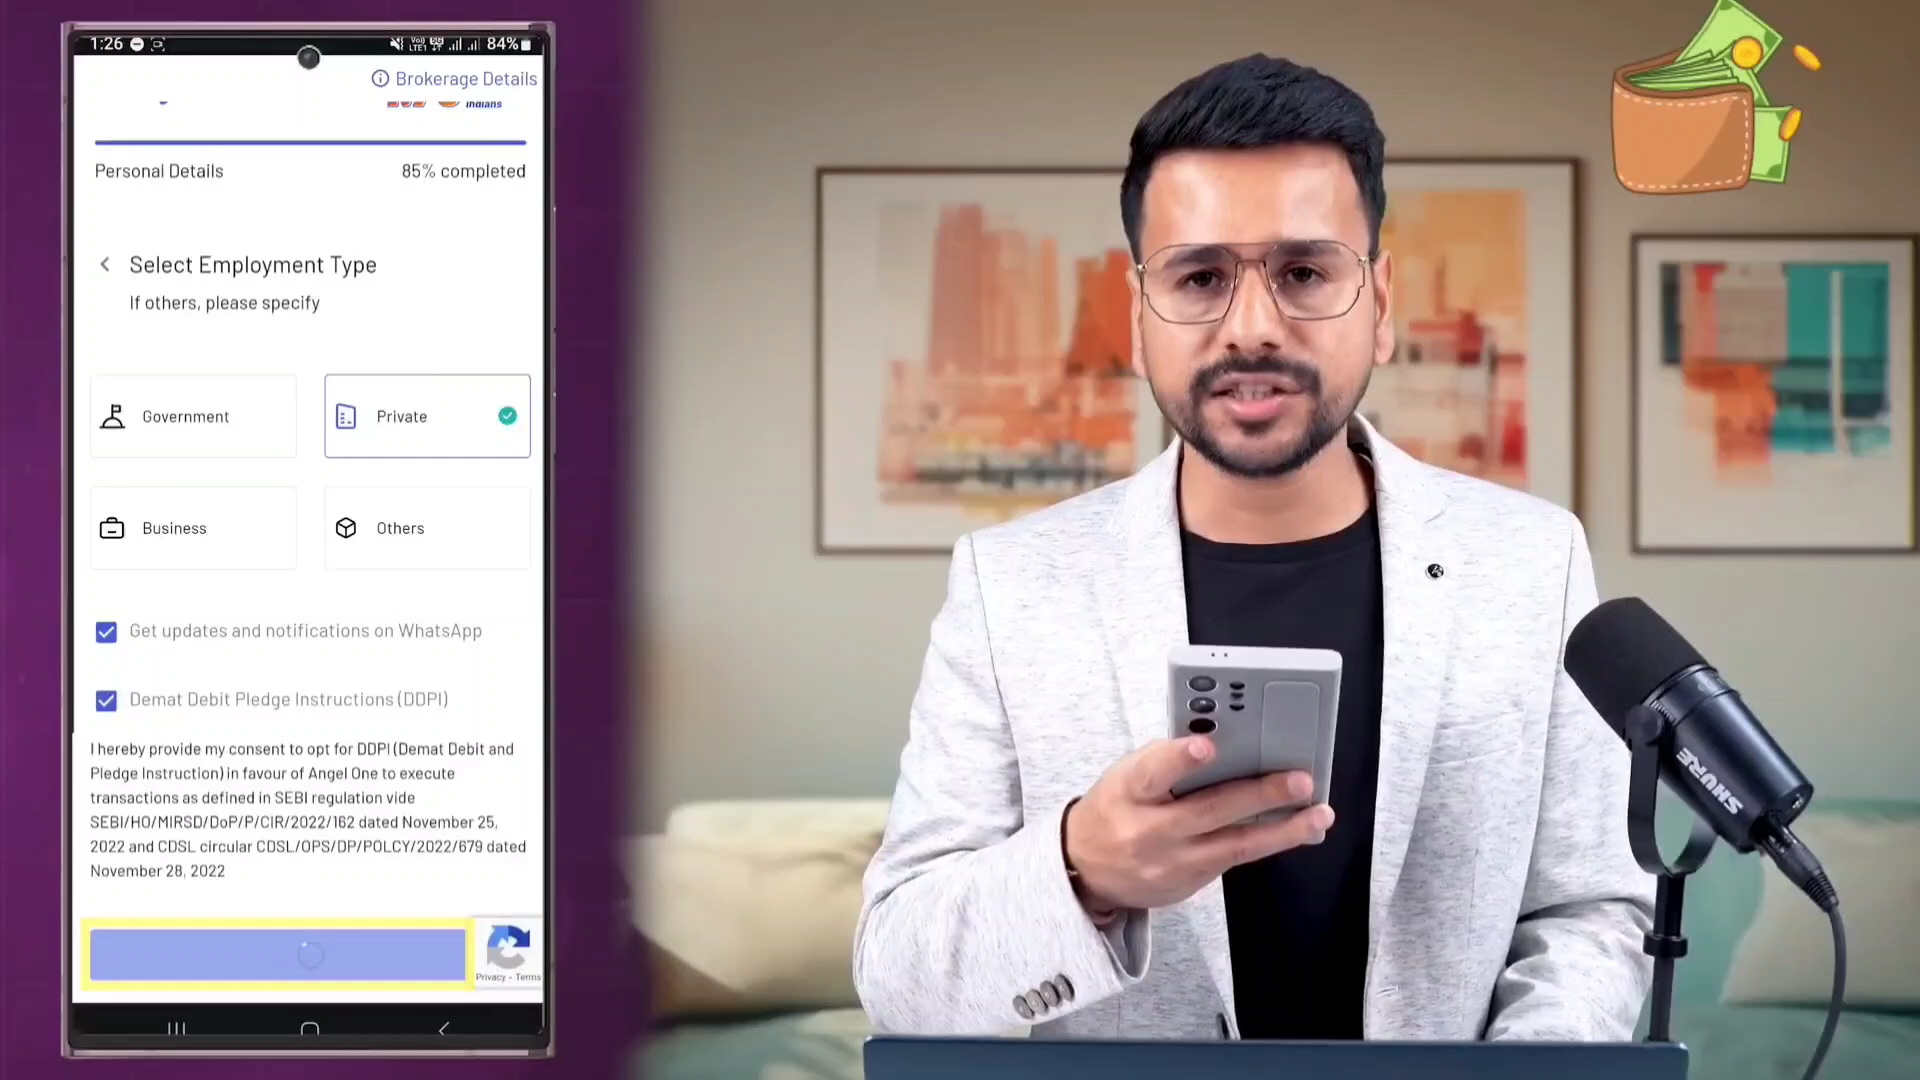 1:26
Vo)) LTE1
5G
84%
Brokerage Details
Indians
Personal Details
85% completed
Select Employment Type
If others, please specify
Government
Private
Business
Others
Get updates and notifications on WhatsApp
Demat Debit Pledge Instructions (DDPI)
I hereby provide my consent to opt for DDPI (Demat Debit and
Pledge Instruction) in favour of Angel One to execute
transactions as defined in SEBI regulation vide
SEBI/HO/MIRSD/DoP/P/CIR/2022/162 dated November 25,
2022 and CDSL circular CDSL/OPS/DP/POLCY/2022/679 dated
November 28, 2022
Privacy - Terms
SHURE